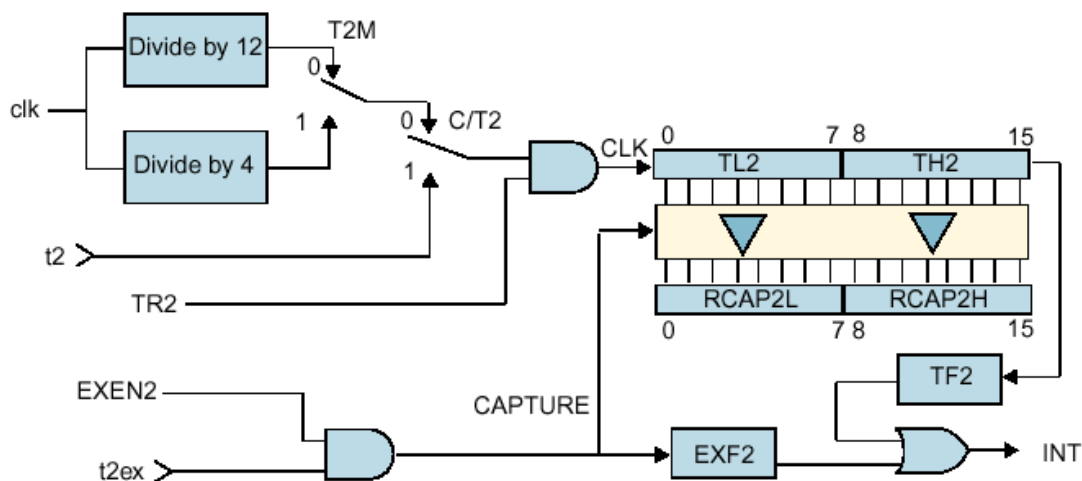 Divide by 12
T2M
0
clk
1
0
C/T2
Divide by 4
1
CLK
0
7
8
15
TL2
TH2
t2
TR2
RCAP2L
RCAP2H
0
7
8
15
EXEN2
CAPTURE
TF2
t2ex
EXF2
INT